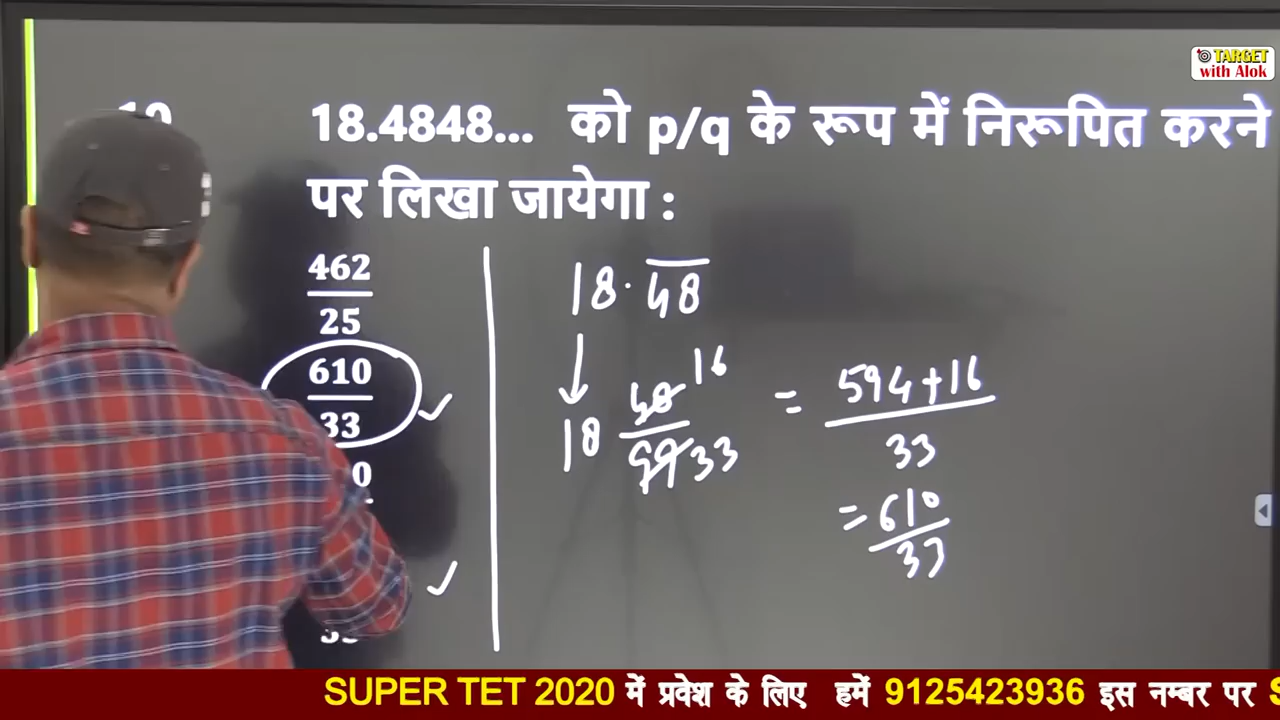 TARGET
with Alok
18.4848... को p/q के रूप में निरूपित करने
पर लिखा जायेगा :
462
25
610
33
0
18.48
18 48 16
99 33
= 594+16
33
= 610
33
SUPER TET 2020 में प्रवेश के लिए हमें 9125423936 इस नम्बर पर